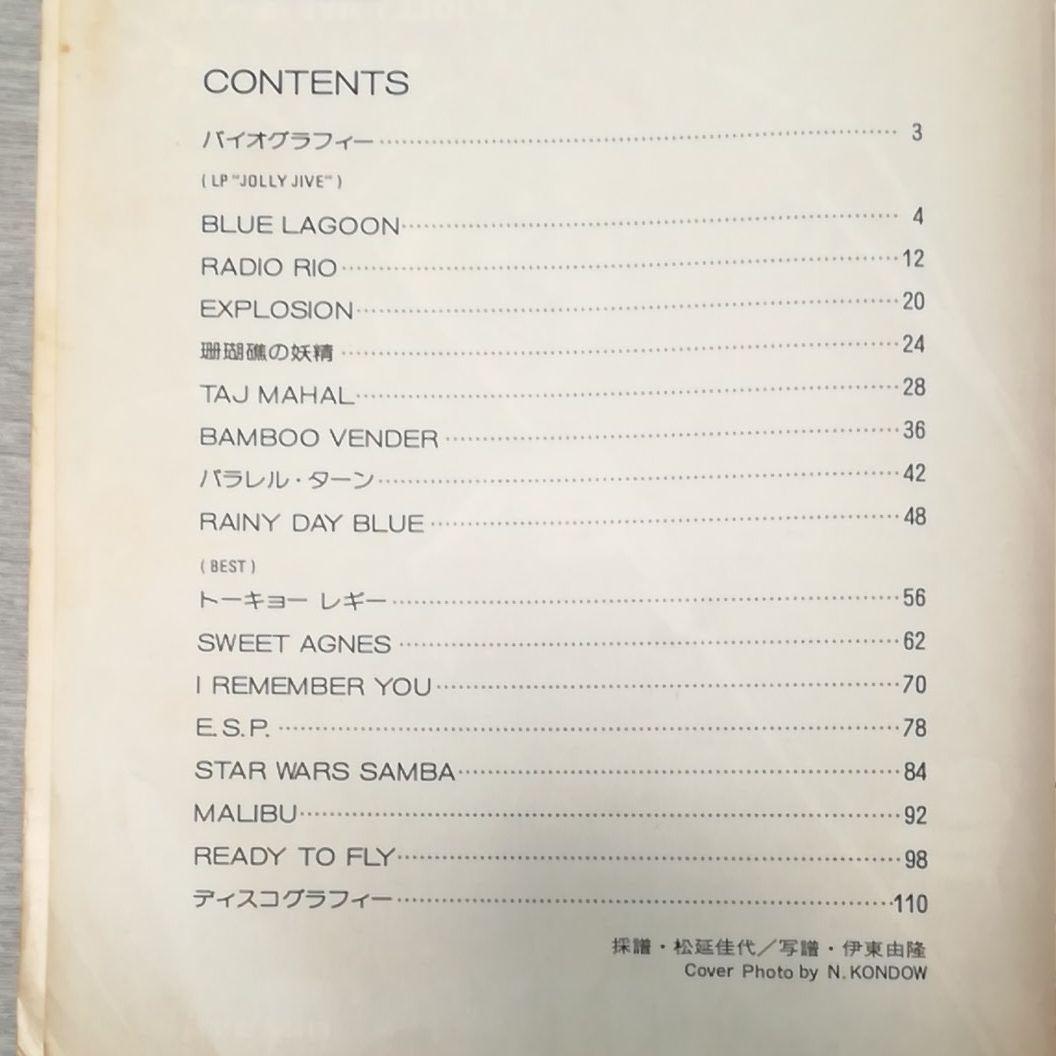 CONTENTS
バイオグラフィー 3
(LP "JOLLY JIVE")
BLUE LAGOON 4
RADIO RIO 12
EXPLOSION 20
珊瑚礁の妖精 24
TAJ MAHAL 28
BAMBOO VENDER 36
パラレル・ターン 42
RAINY DAY BLUE 48
(BEST)
トーキョー レギー 56
SWEET AGNES 62
I REMEMBER YOU 70
E.S.P. 78
STAR WARS SAMBA 84
MALIBU 92
READY TO FLY 98
ディスコグラフィー 110
採譜・松延佳代／写譜・伊東由隆
Cover Photo by N.KONDOW